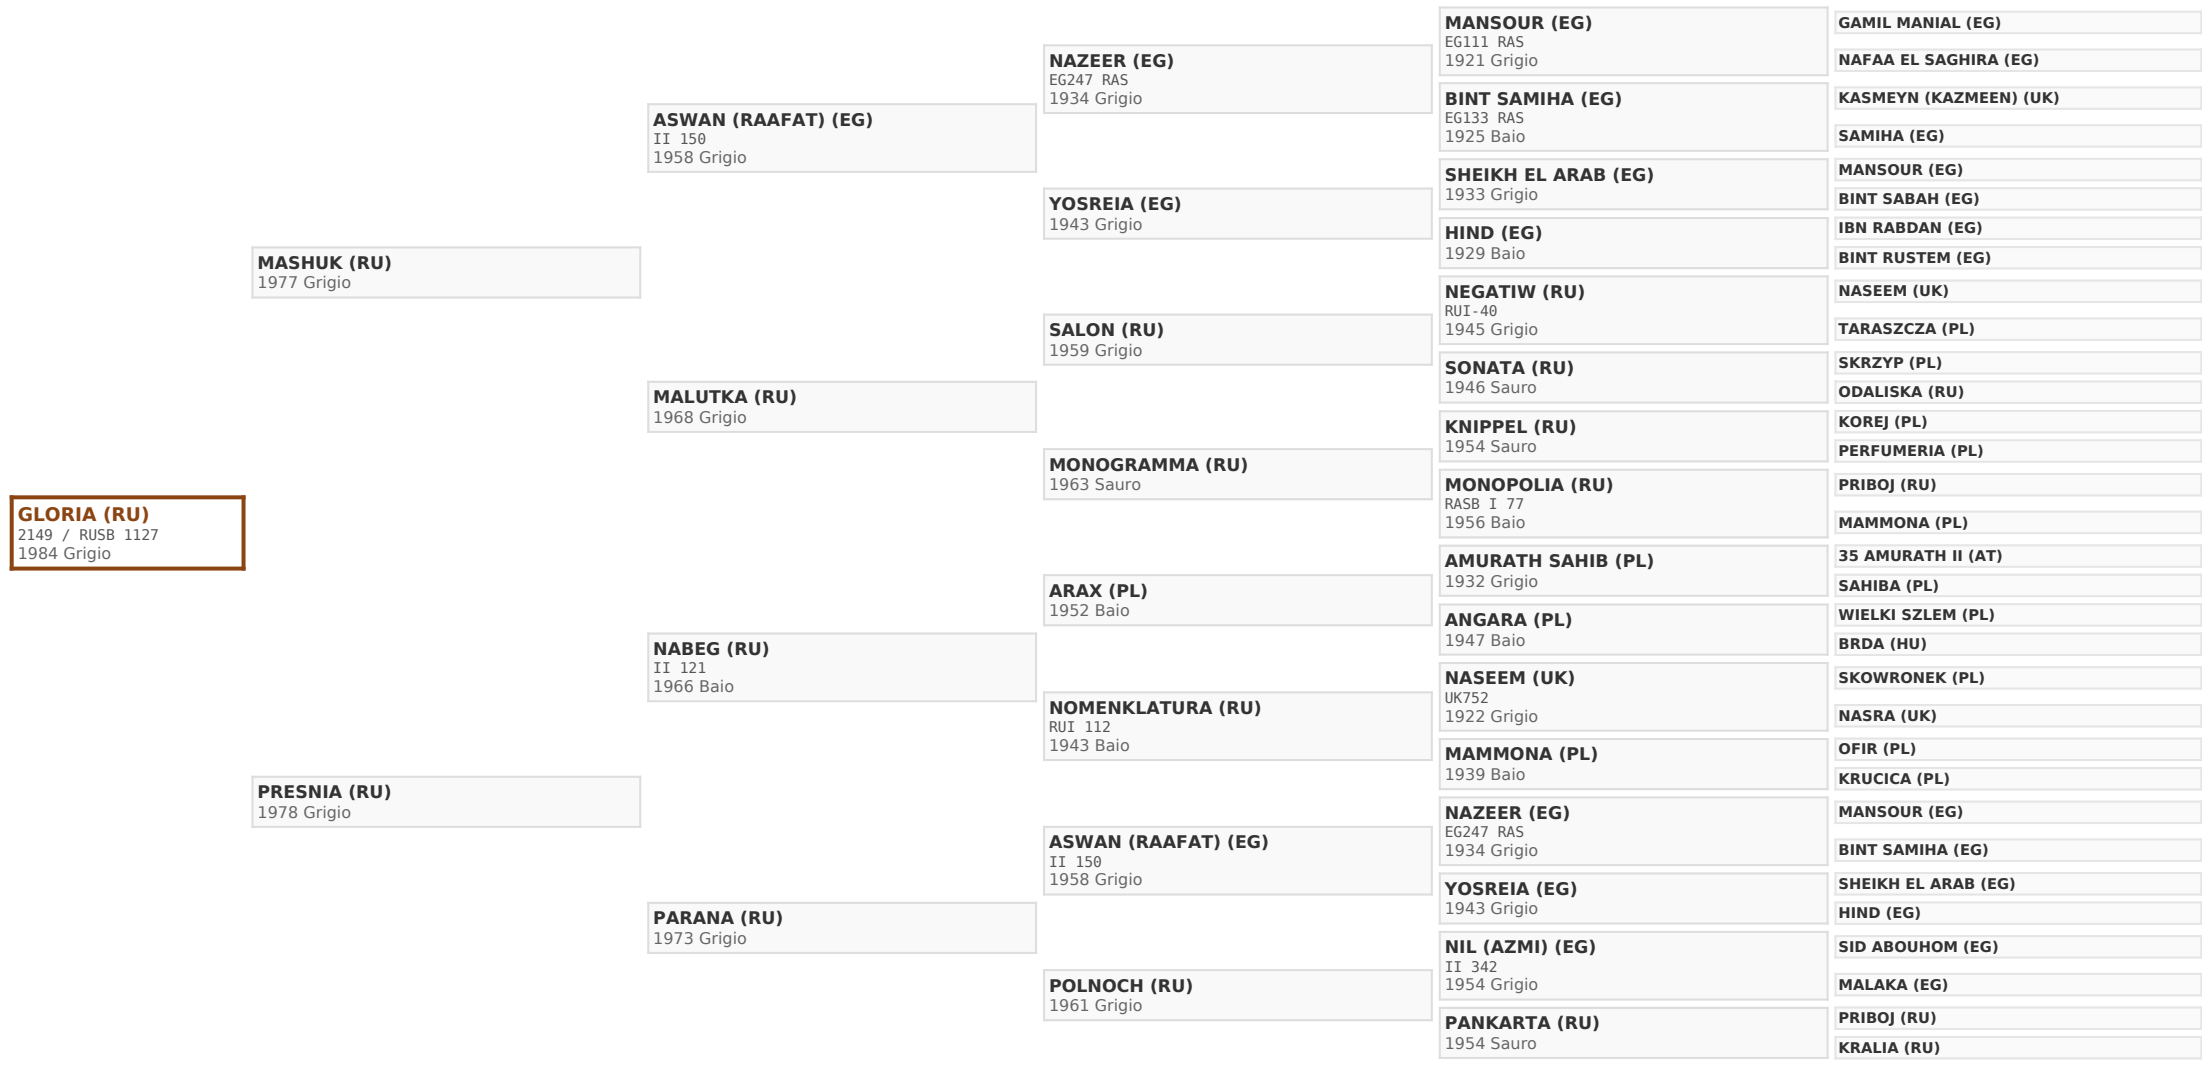 GLORIA (RU)
2149 / RUSB 1127
1984 Grigio
MASHUK (RU)
1977 Grigio
PRESNIA (RU)
1978 Grigio
ASWAN (RAAFAT) (EG)
II 150
1958 Grigio
MALUTKA (RU)
1968 Grigio
NABEG (RU)
II 121
1966 Baio
PARANA (RU)
1973 Grigio
NAZEER (EG)
EG247 RAS
1934 Grigio
YOSREIA (EG)
1943 Grigio
SALON (RU)
1959 Grigio
MONOGRAMMA (RU)
1963 Sauro
ARAX (PL)
1952 Baio
NOMENKLATURA (RU)
RUI 112
1943 Baio
ASWAN (RAAFAT) (EG)
II 150
1958 Grigio
POLNOCH (RU)
1961 Grigio
MANSOUR (EG)
EG111 RAS
1921 Grigio
BINT SAMIHA (EG)
EG133 RAS
1925 Baio
SHEIKH EL ARAB (EG)
1933 Grigio
HIND (EG)
1929 Baio
NEGATIW (RU)
RUI-40
1945 Grigio
SONATA (RU)
1946 Sauro
KNIPPEL (RU)
1954 Sauro
MONOPOLIA (RU)
RASB I 77
1956 Baio
AMURATH SAHIB (PL)
1932 Grigio
ANGARA (PL)
1947 Baio
NASEEM (UK)
UK752
1922 Grigio
MAMMONA (PL)
1939 Baio
NAZEER (EG)
EG247 RAS
1934 Grigio
YOSREIA (EG)
1943 Grigio
NIL (AZMI) (EG)
II 342
1954 Grigio
PANKARTA (RU)
1954 Sauro
GAMIL MANIAL (EG)
NAFAA EL SAGHIRA (EG)
KASMEYN (KAZMEEN) (UK)
SAMIHA (EG)
MANSOUR (EG)
BINT SABAH (EG)
IBN RABDAN (EG)
BINT RUSTEM (EG)
NASEEM (UK)
TARASZCZA (PL)
SKRZYP (PL)
ODALISKA (RU)
KOREJ (PL)
PERFUMERIA (PL)
PRIBOJ (RU)
MAMMONA (PL)
35 AMURATH II (AT)
SAHIBA (PL)
WIELKI SZLEM (PL)
BRDA (HU)
SKOWRONEK (PL)
NASRA (UK)
OFIR (PL)
KRUCICA (PL)
MANSOUR (EG)
BINT SAMIHA (EG)
SHEIKH EL ARAB (EG)
HIND (EG)
SID ABOUHOM (EG)
MALAKA (EG)
PRIBOJ (RU)
KRALIA (RU)